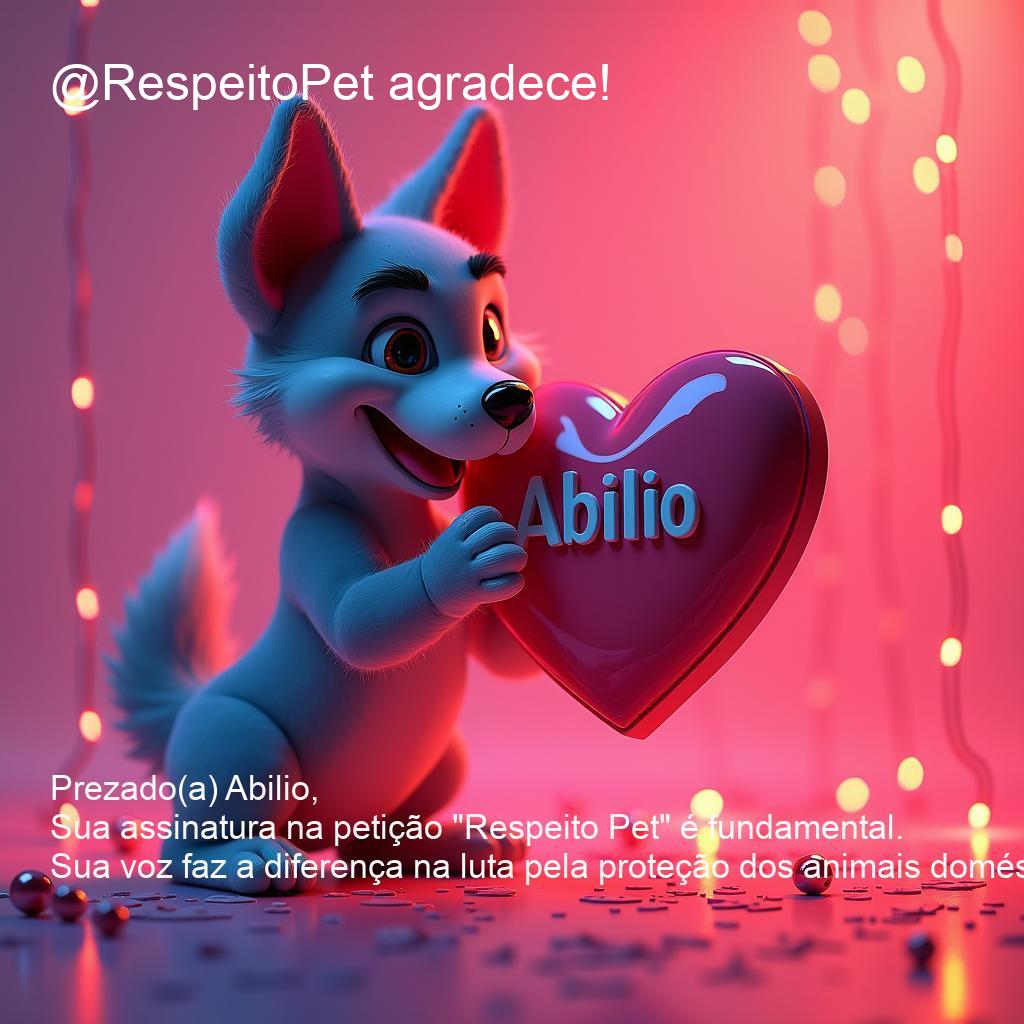 @RespeitoPet agradece!
Abilio
Prezado(a) Abilio,
Sua assinatura na petição "Respeito Pet" é fundamental.
Sua voz faz a diferença na luta pela proteção dos animais domés